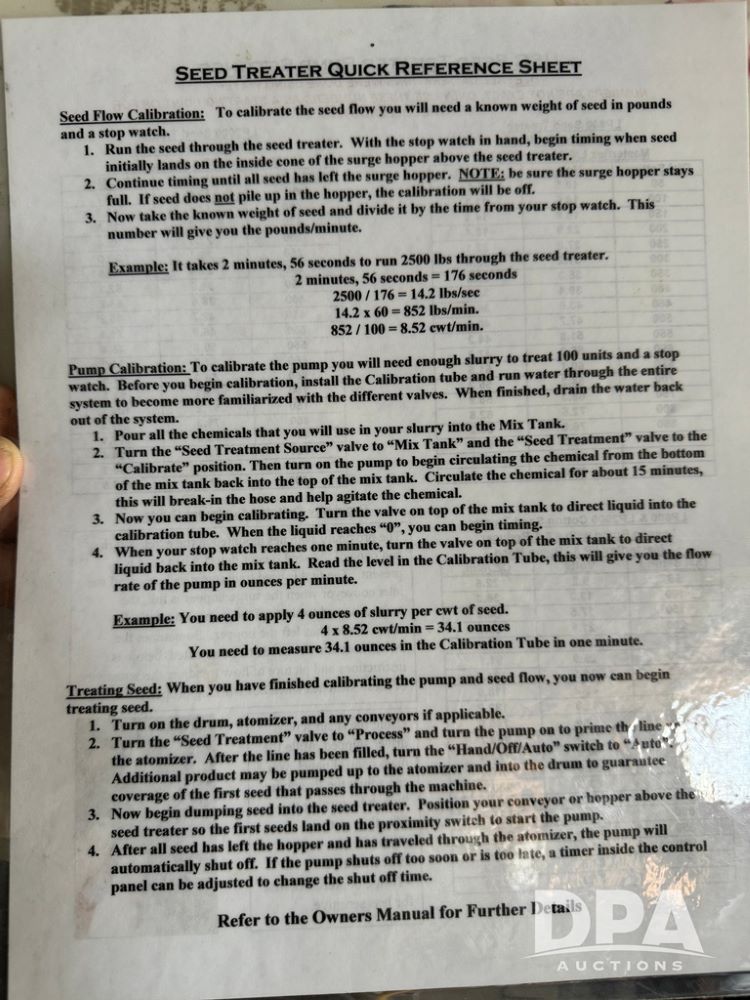 SEED TREATER QUICK REFERENCE SHEET
Seed Flow Calibration: To calibrate the seed flow you will need a known weight of seed in pounds
and a stop watch.
1. Run the seed through the seed treater. With the stop watch in hand, begin timing when seed
initially lands on the inside cone of the surge hopper above the seed treater.
2. Continue timing until all seed has left the surge hopper. NOTE: be sure the surge hopper stays
full. If seed does not pile up in the hopper, the calibration will be off.
3. Now take the known weight of seed and divide it by the time from your stop watch. This
number will give you the pounds/minute.
Example: It takes 2 minutes, 56 seconds to run 2500 lbs through the seed treater.
2 minutes, 56 seconds = 176 seconds
2500 / 176 = 14.2 lbs/sec
14.2 x 60 = 852 lbs/min.
852 / 100 = 8.52 cwt/min.
Pump Calibration: To calibrate the pump you will need enough slurry to treat 100 units and a stop
watch. Before you begin calibration, install the Calibration tube and run water through the entire
system to become more familiarized with the different valves. When finished, drain the water back
out of the system.
1. Pour all the chemicals that you will use in your slurry into the Mix Tank.
2. Turn the “Seed Treatment Source” valve to “Mix Tank” and the “Seed Treatment” valve to the
“Calibrate” position. Then turn on the pump to begin circulating the chemical from the bottom
of the mix tank back into the top of the mix tank. Circulate the chemical for about 15 minutes,
this will break-in the hose and help agitate the chemical.
3. Now you can begin calibrating. Turn the valve on top of the mix tank to direct liquid into the
calibration tube. When the liquid reaches “0”, you can begin timing.
4. When your stop watch reaches one minute, turn the valve on top of the mix tank to direct
liquid back into the mix tank. Read the level in the Calibration Tube, this will give you the flow
rate of the pump in ounces per minute.
Example: You need to apply 4 ounces of slurry per cwt of seed.
4 x 8.52 cwt/min = 34.1 ounces
You need to measure 34.1 ounces in the Calibration Tube in one minute.
Treating Seed: When you have finished calibrating the pump and seed flow, you now can begin
treating seed.
1. Turn on the drum, atomizer, and any conveyors if applicable.
2. Turn the “Seed Treatment” valve to “Process” and turn the pump on to prime the line
the atomizer. After the line has been filled, turn the “Hand/Off/Auto” switch to “Auto”.
Additional product may be pumped up to the atomizer and into the drum to guarantee
coverage of the first seed that passes through the machine.
3. Now begin dumping seed into the seed treater. Position your conveyor or hopper above the
seed treater so the first seeds land on the proximity switch to start the pump.
4. After all seed has left the hopper and has traveled through the atomizer, the pump will
automatically shut off. If the pump shuts off too soon or is too late, a timer inside the control
panel can be adjusted to change the shut off time.
Refer to the Owners Manual for Further Details
DPA
AUCTIONS